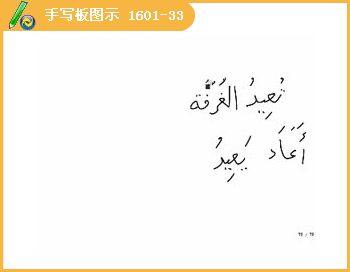 手写板图示 1601-33
تُعِيدُ الغُرْفَة
أَعَادَ يُعِيدُ